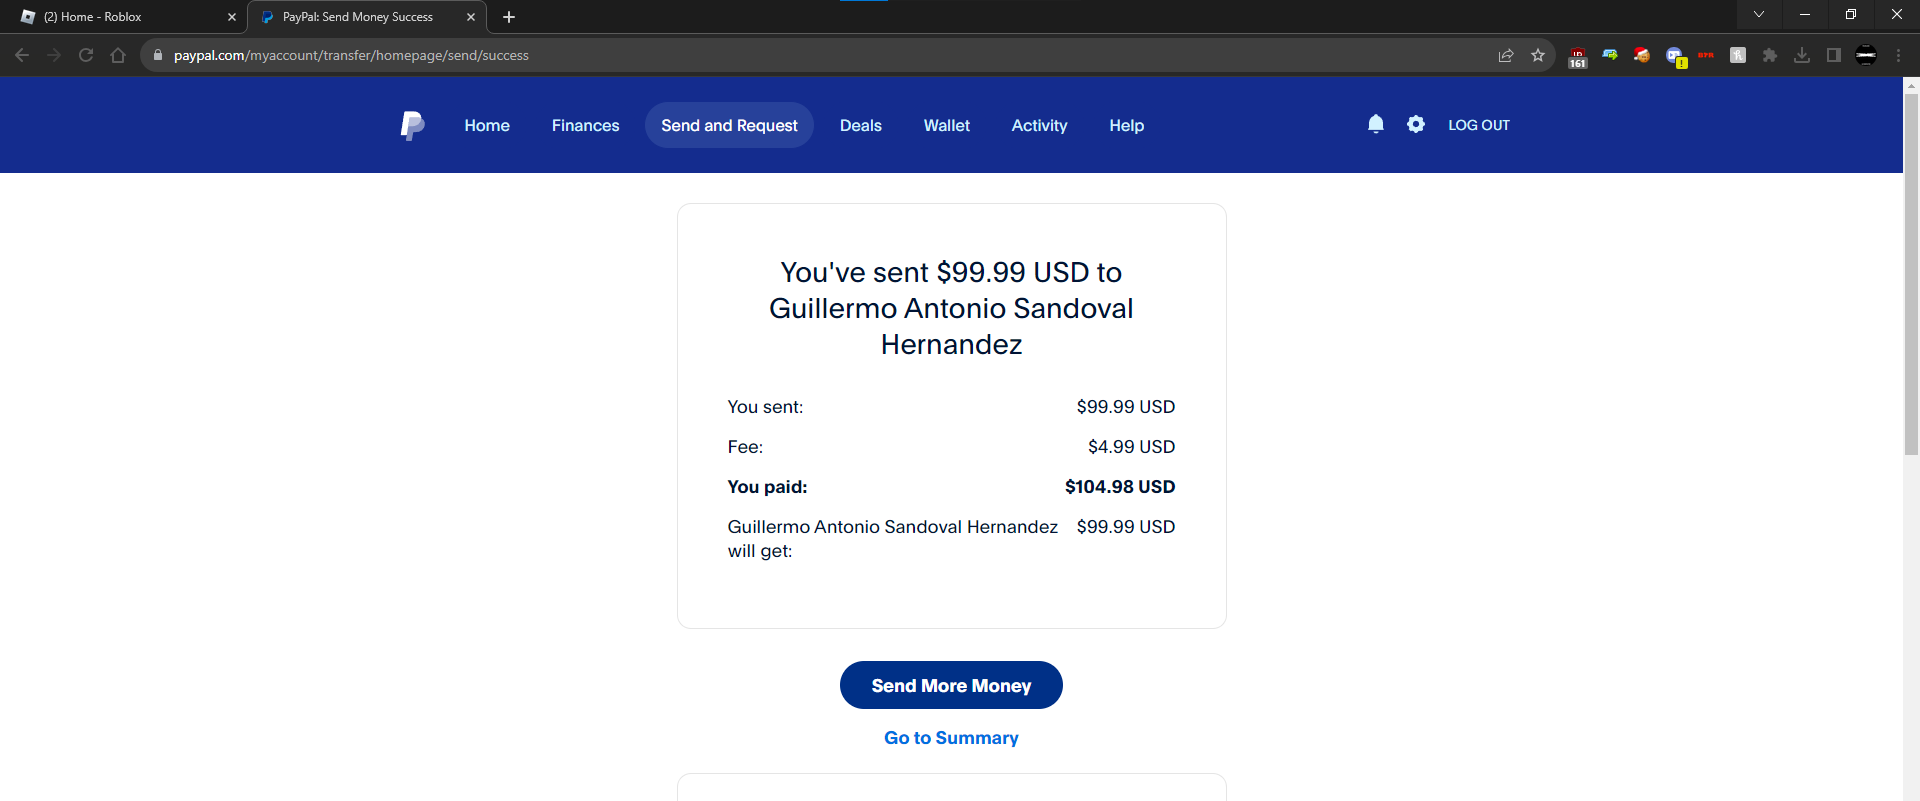 (2) Home - Roblox
PayPal: Send Money Success
paypal.com/myaccount/transfer/homepage/send/success
161
!
BFR
Home Finances Send and Request Deals Wallet Activity Help LOG OUT
You've sent $99.99 USD to
Guillermo Antonio Sandoval
Hernandez
You sent: $99.99 USD
Fee: $4.99 USD
You paid: $104.98 USD
Guillermo Antonio Sandoval Hernandez $99.99 USD
will get:
Send More Money
Go to Summary